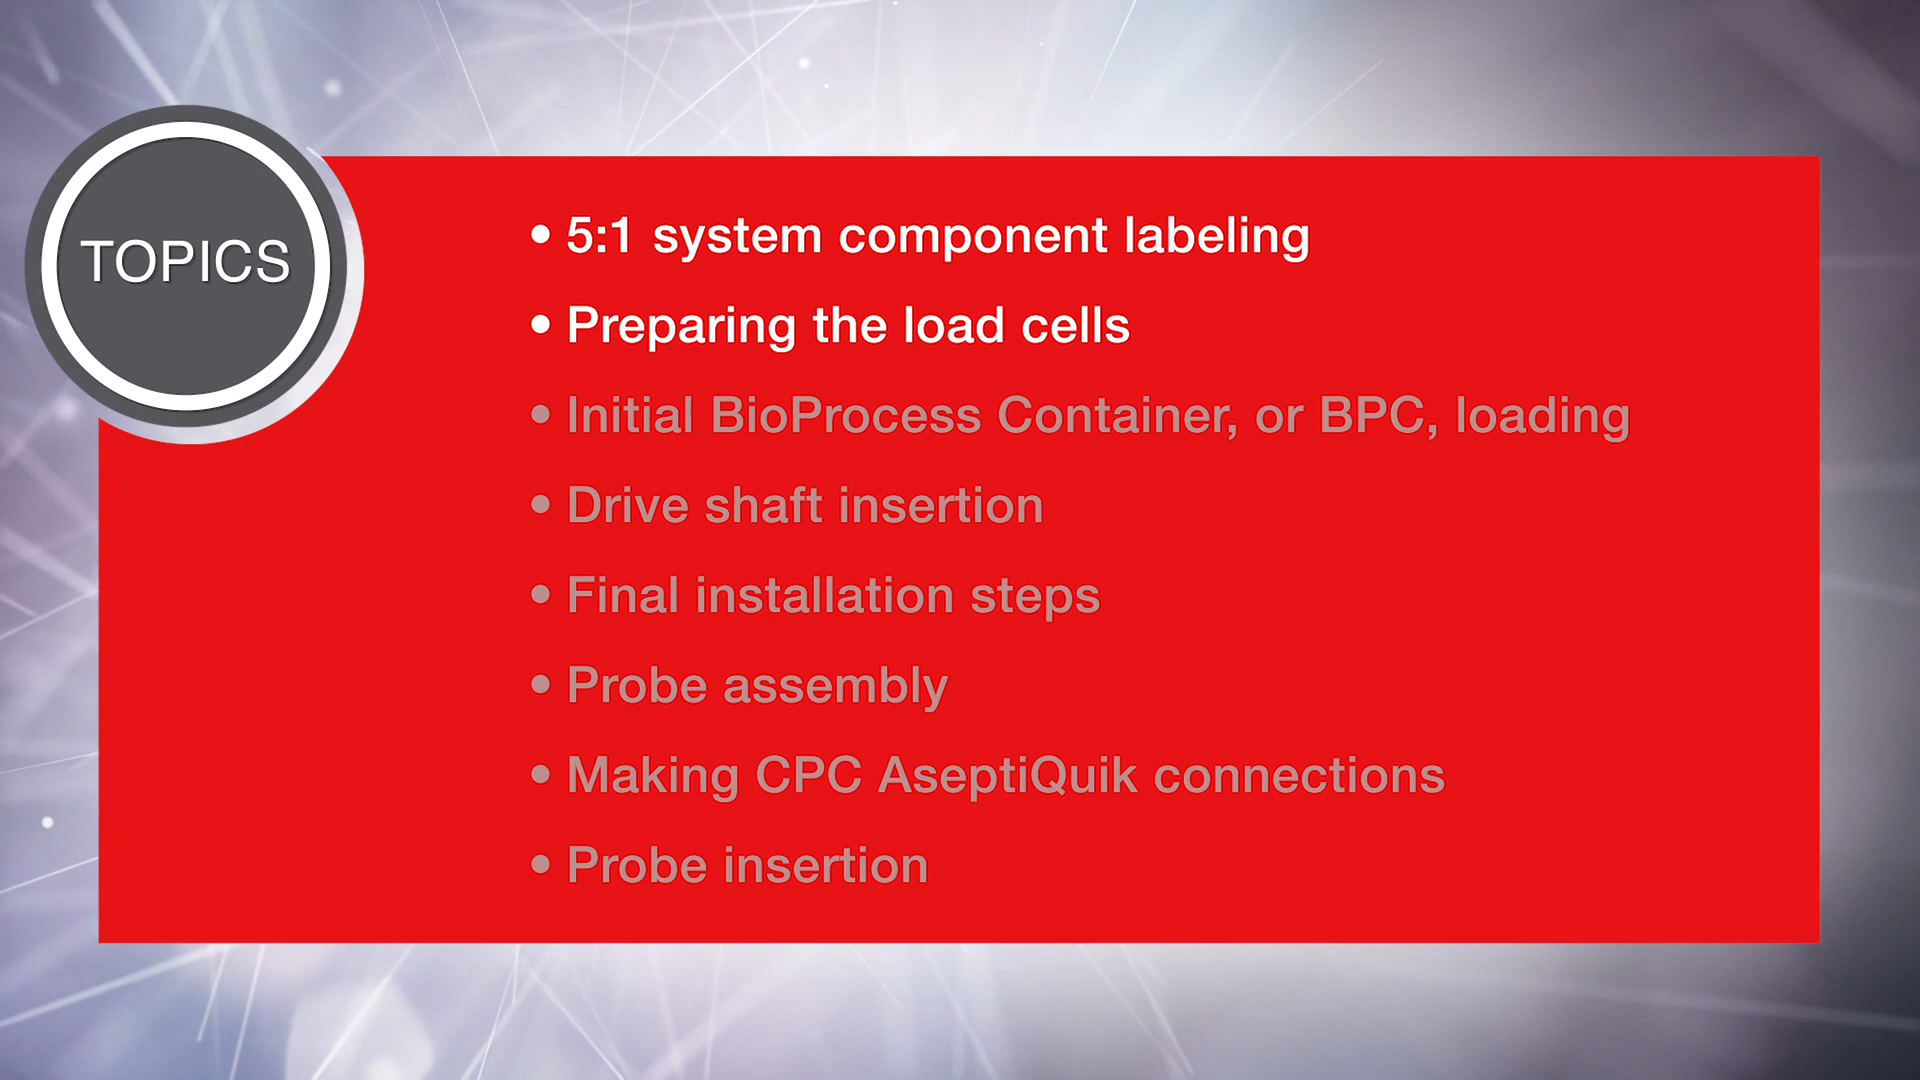 TOPICS
• 5:1 system component labeling
• Preparing the load cells
• Initial BioProcess Container, or BPC, loading
• Drive shaft insertion
• Final installation steps
• Probe assembly
• Making CPC AseptiQuik connections
• Probe insertion